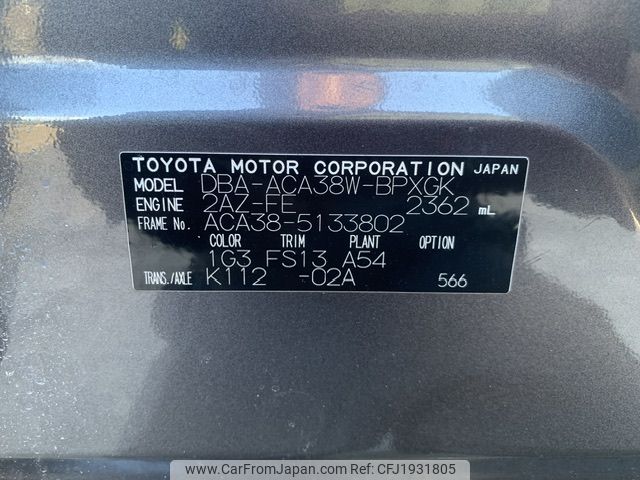 TOYOTA MOTOR CORPORATION JAPAN
MODEL DBA-ACA38W-BPXGK
ENGINE 2AZ-FE 2362 mL
FRAME No. ACA38-5133802
COLOR TRIM PLANT OPTION
1G3 FS13 A54
TRANS./AXLE K112 -02A 566
www.CarFromJapan.com | Ref: CFJ1931805